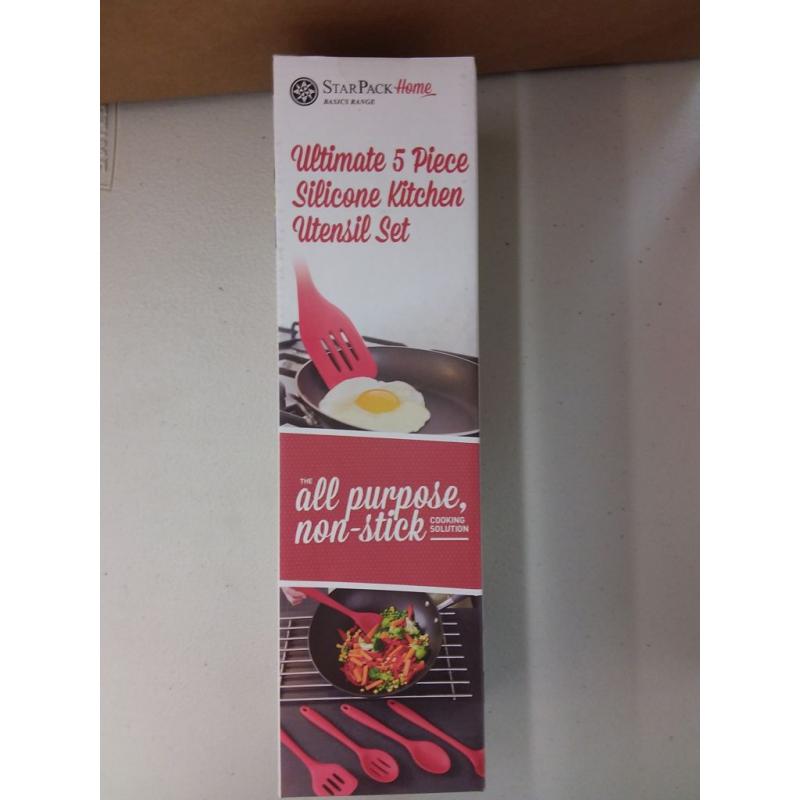 STARPACK Home
BASICS RANGE
Ultimate 5 Piece
Silicone Kitchen
Utensil Set
THE
all purpose,
non-stick COOKING
SOLUTION